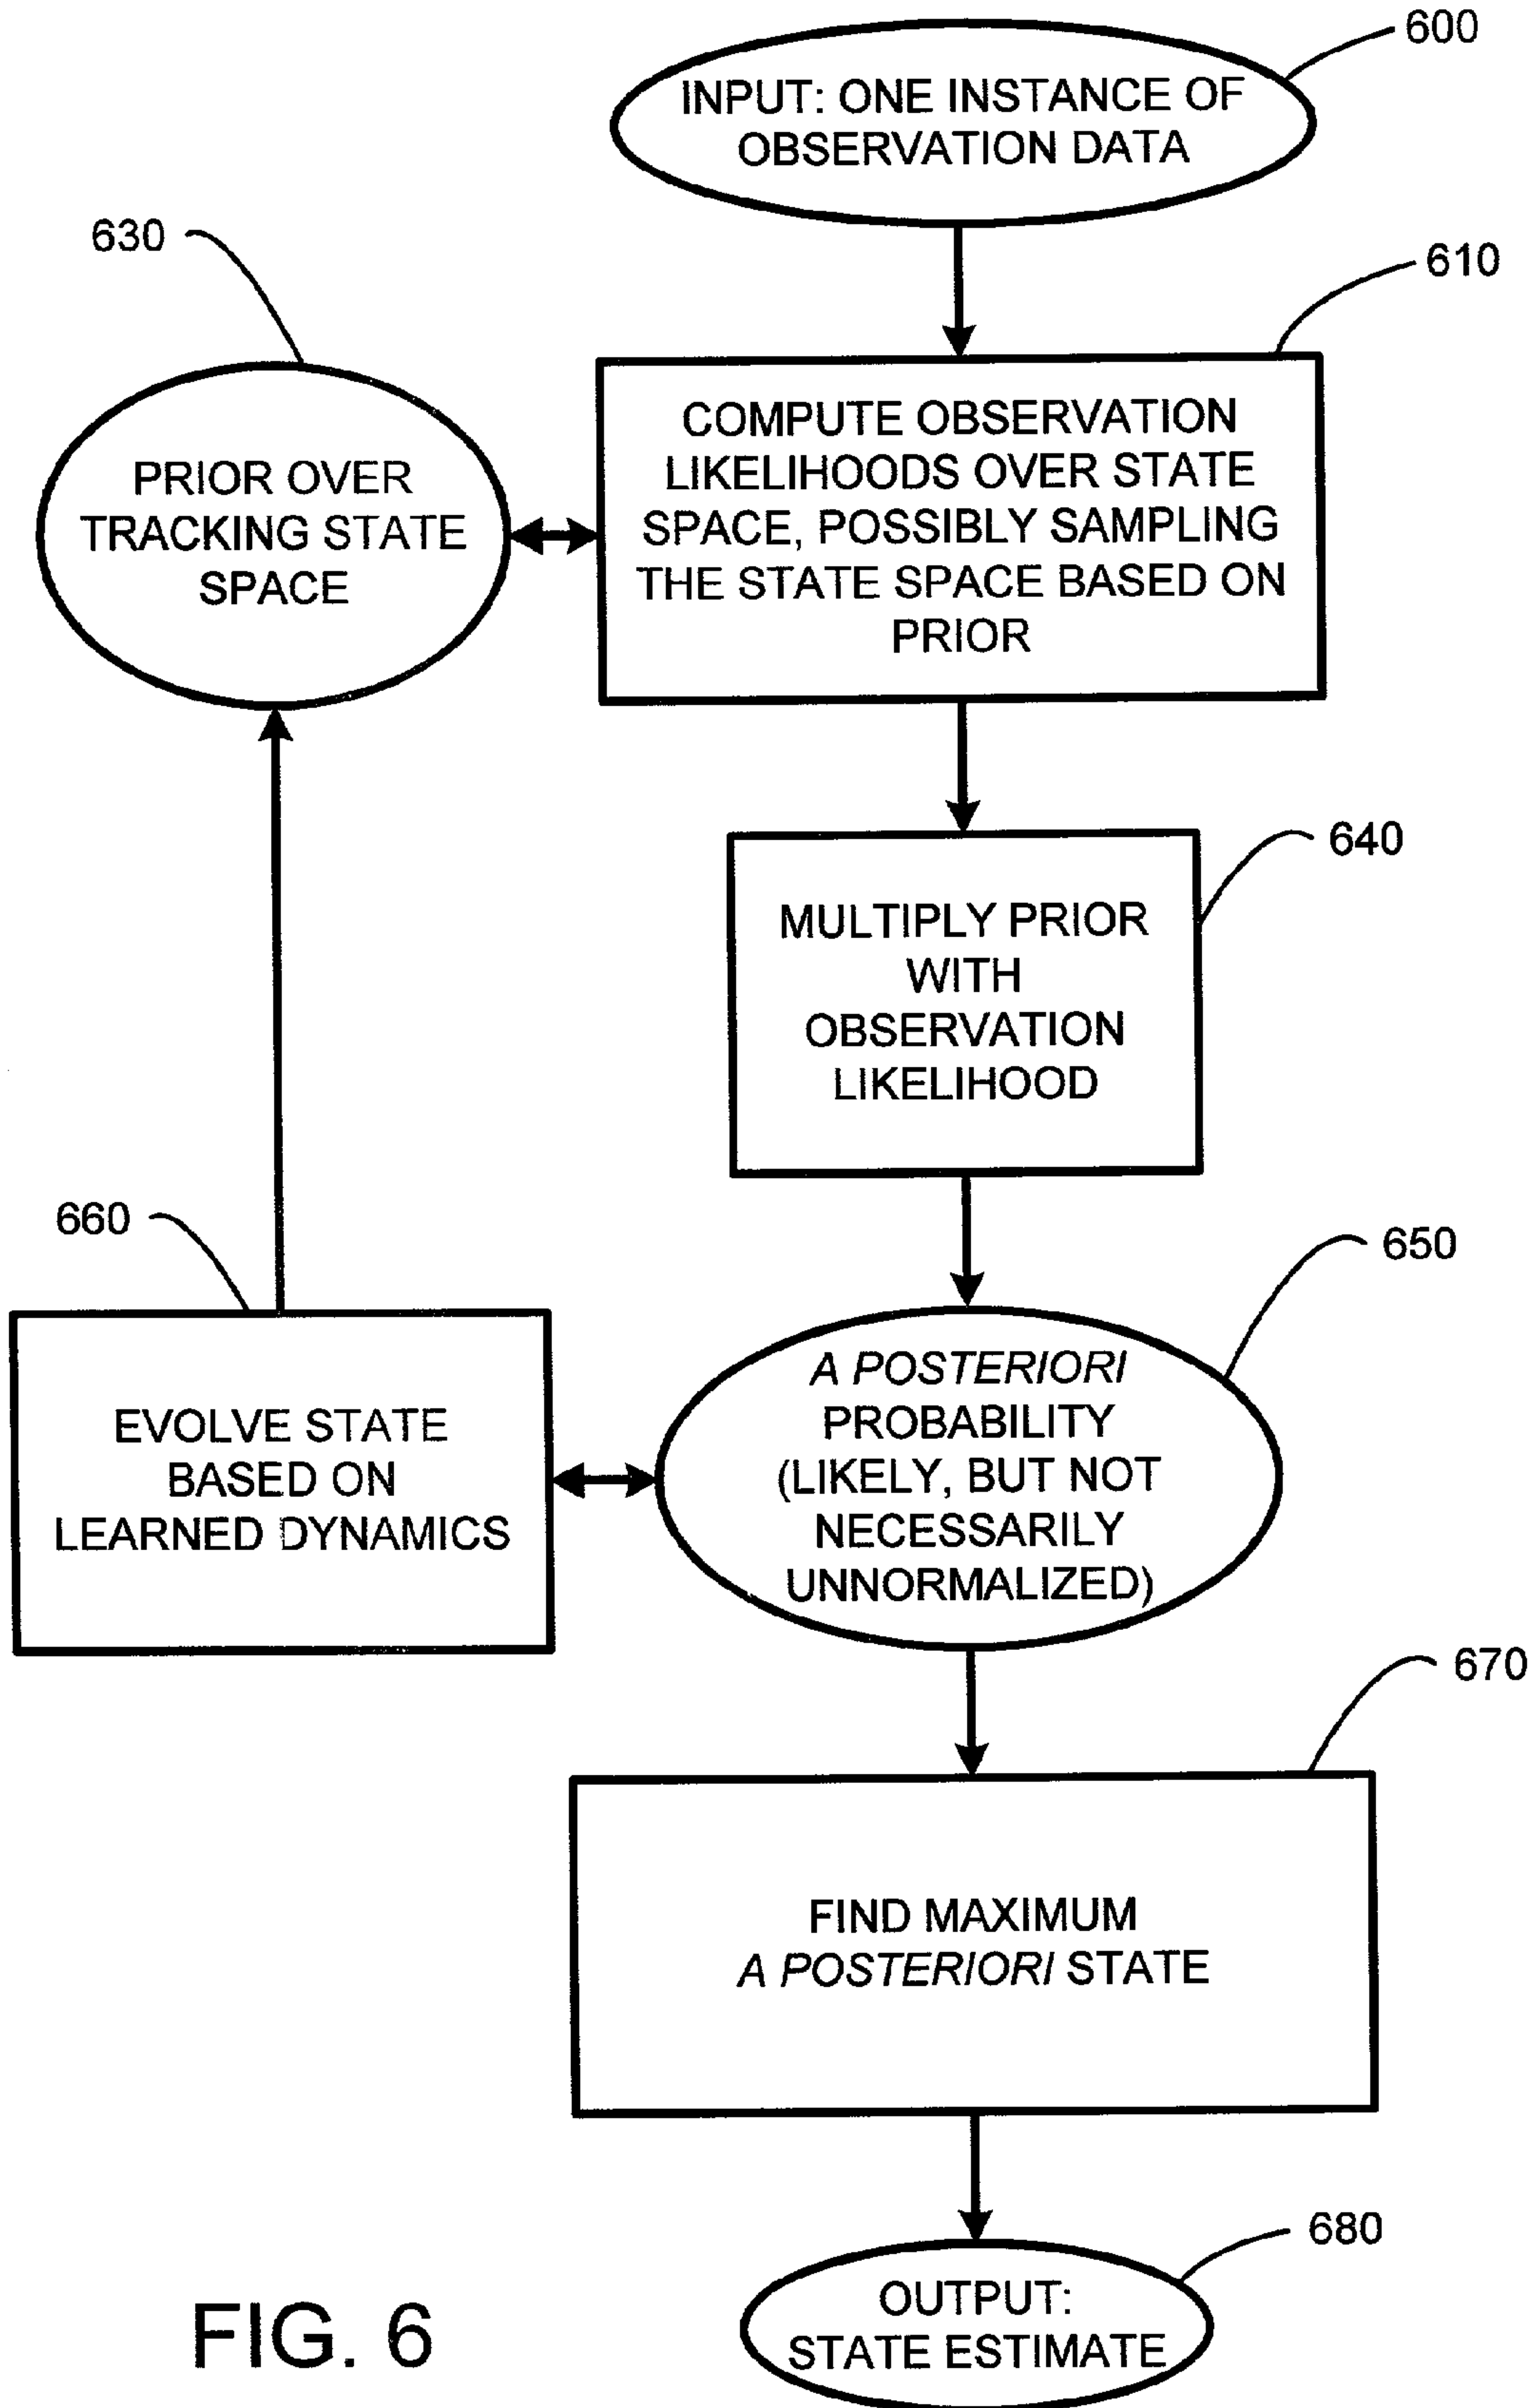 600
INPUT: ONE INSTANCE OF
OBSERVATION DATA
630
610
PRIOR OVER
TRACKING STATE
SPACE
COMPUTE OBSERVATION
LIKELIHOODS OVER STATE
SPACE, POSSIBLY SAMPLING
THE STATE SPACE BASED ON
PRIOR
640
MULTIPLY PRIOR
WITH
OBSERVATION
LIKELIHOOD
660
650
EVOLVE STATE
BASED ON
LEARNED DYNAMICS
A POSTERIORI
PROBABILITY
(LIKELY, BUT NOT
NECESSARILY
UNNORMALIZED)
670
FIND MAXIMUM
A POSTERIORI STATE
680
OUTPUT:
STATE ESTIMATE
FIG. 6